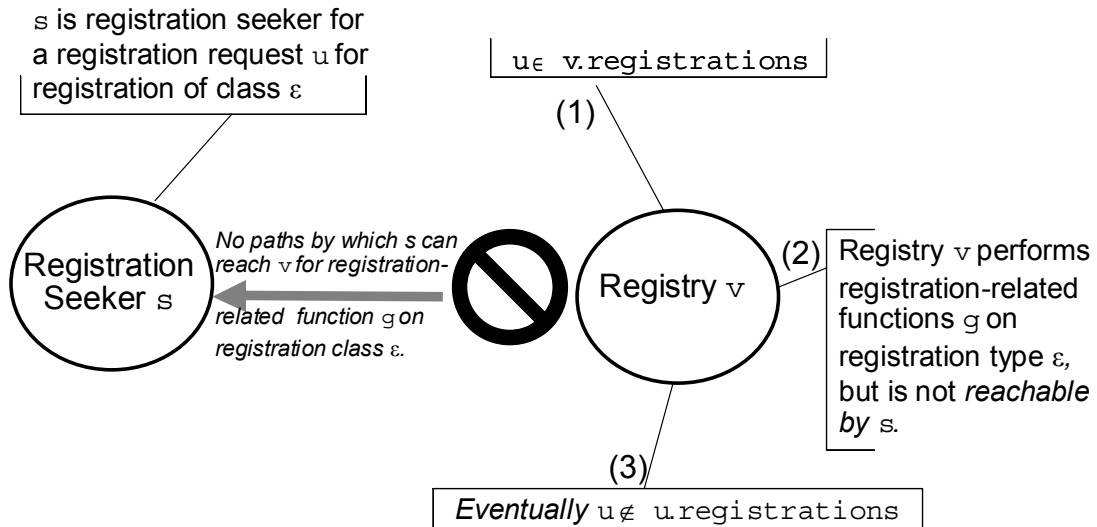 s is registration seeker for
a registration request u for
registration of class ε
u∈ v.registrations
(1)
Registration
Seeker s
No paths by which s can
reach v for registration-
related function g on
registration class ε.
Registry v
(2)
Registry v performs
registration-related
functions g on
registration type ε,
but is not reachable
by s.
(3)
Eventually u∉ u.registrations